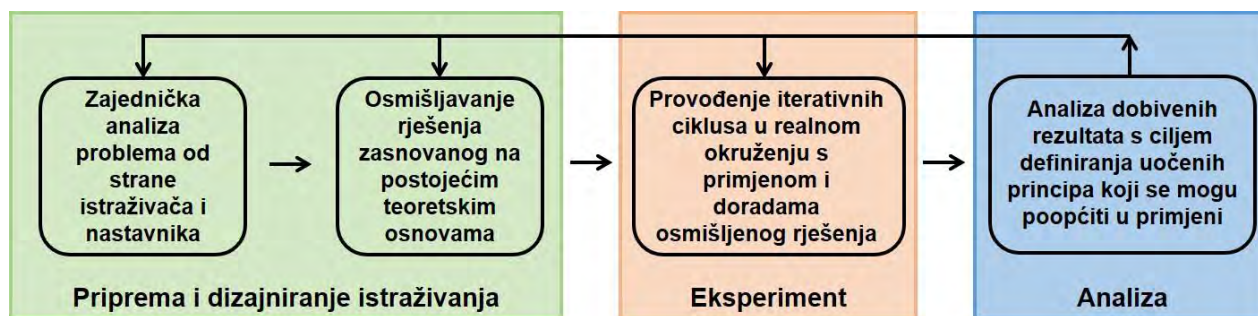 Zajednička
analiza
problema od
strane
istraživača i
nastavnika
Osmišljavanje
rješenja
zasnovanog na
postojećim
teoretskim
osnovama
Provođenje iterativnih
ciklusa u realnom
okruženju s
primjenom i
doradama
osmišljenog rješenja
Analiza dobivenih
rezultata s ciljem
definiranja uočenih
principa koji se mogu
poopćiti u primjeni
Priprema i dizajniranje istraživanja
Eksperiment
Analiza